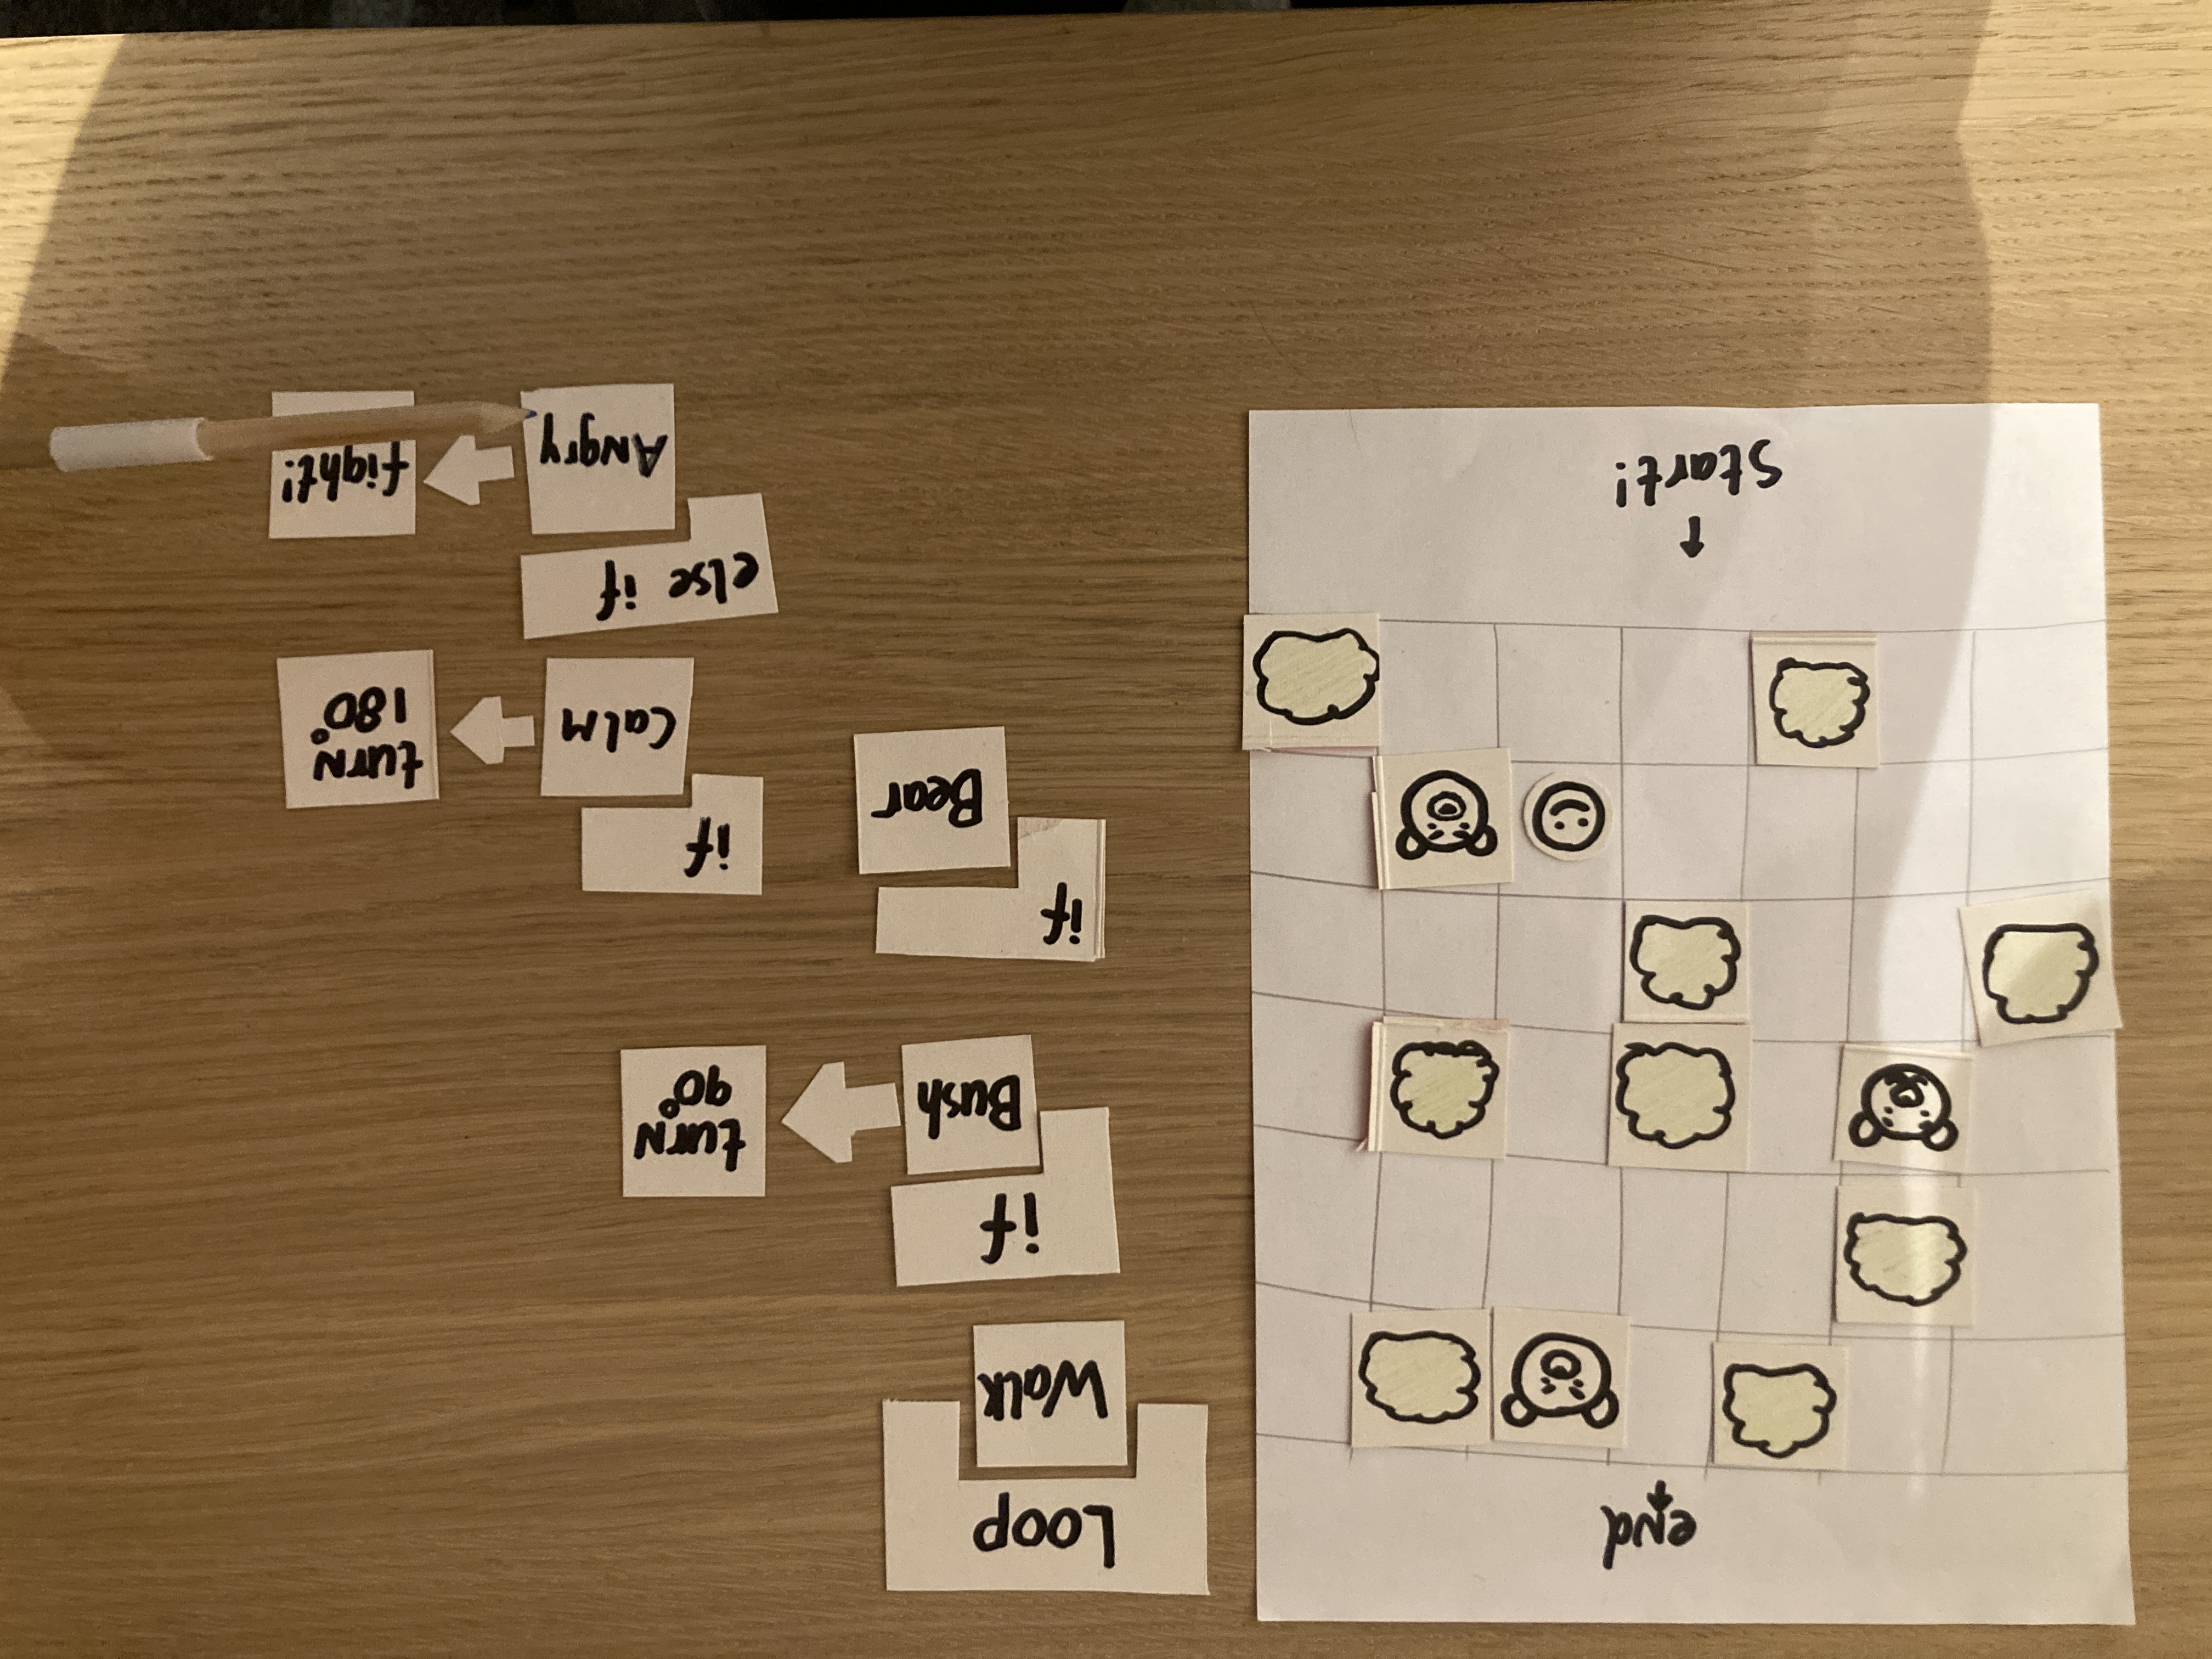 end
Start!
Loop
Walk
if
Bush
turn
90°
if
Bear
if
Calm
turn
180°
else if
Angry
fight!